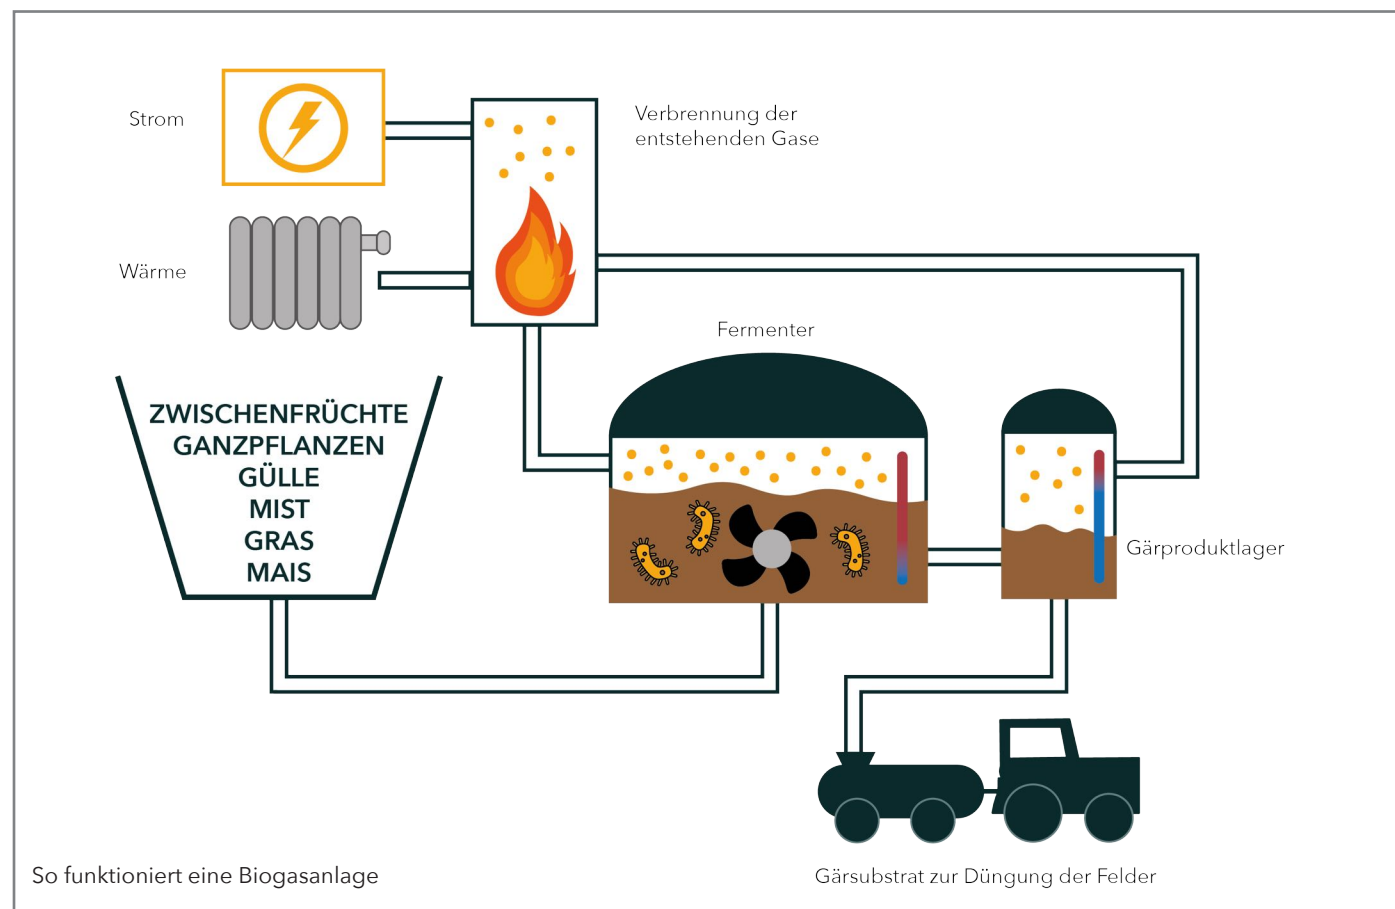 Strom
Verbrennung der
entstehenden Gase
Wärme
Fermenter
ZWISCHENFRÜCHTE
GANZPFLANZEN
GÜLLE
MIST
GRAS
MAIS
Gärproduktlager
So funktioniert eine Biogasanlage
Gärsubstrat zur Düngung der Felder